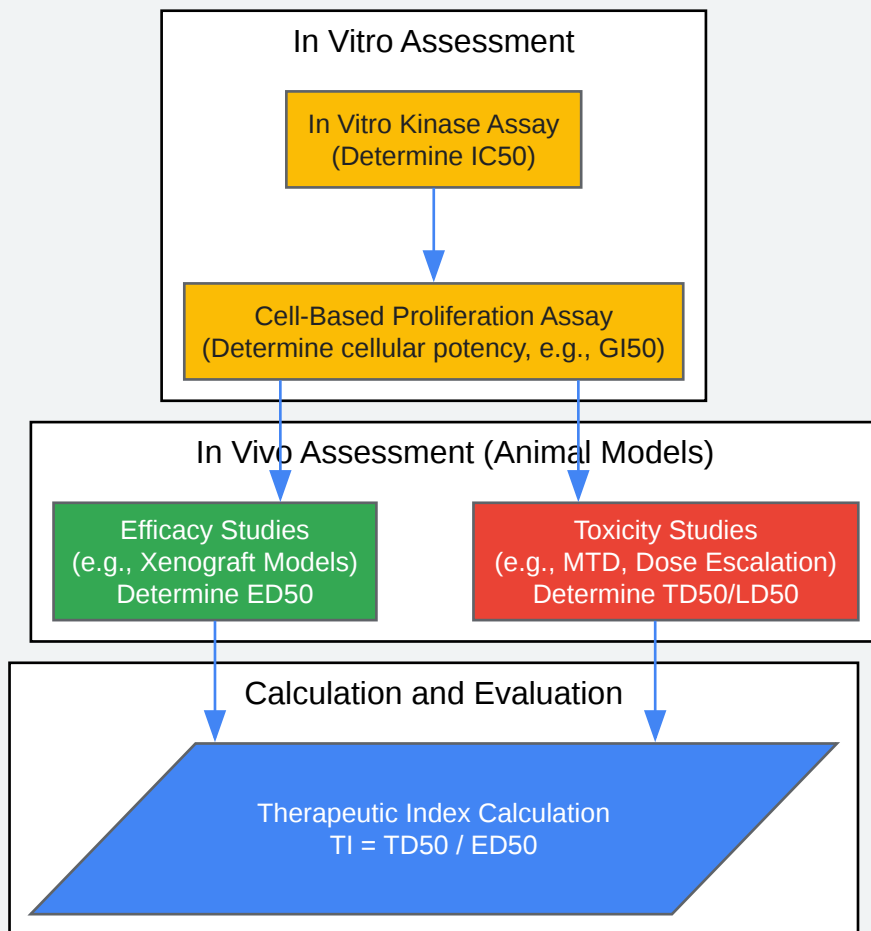 In Vitro Assessment
In Vitro Kinase Assay
(Determine IC50)
Cell-Based Proliferation Assay
(Determine cellular potency, e.g., GI50)
In Vivo Assessment (Animal Models)
Efficacy Studies
(e.g., Xenograft Models)
Determine ED50
Toxicity Studies
(e.g., MTD, Dose Escalation)
Determine TD50/LD50
Calculation and Evaluation
Therapeutic Index Calculation
TI = TD50 / ED50